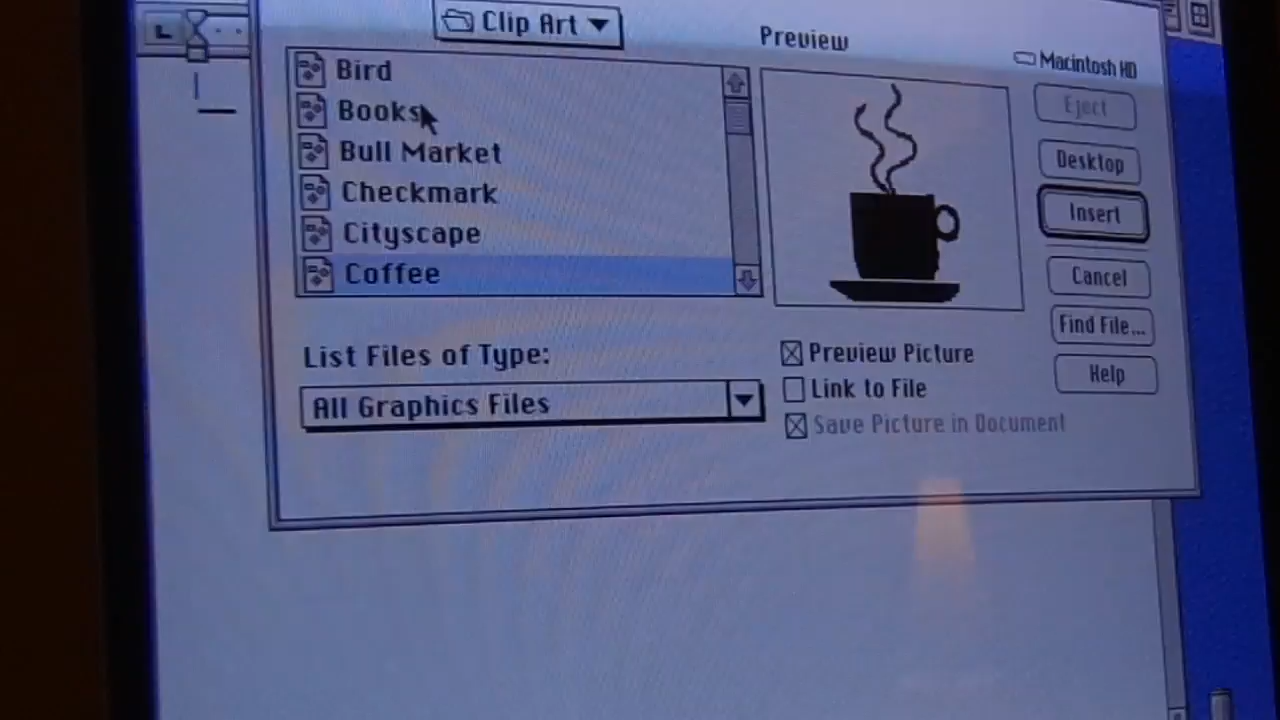 Clip Art
Preview
Macintosh HD
Bird
Books
Bull Market
Checkmark
Cityscape
Coffee
Eject
Desktop
Insert
Cancel
Find File...
Help
List Files of Type:
All Graphics Files
Preview Picture
Link to File
Save Picture in Document